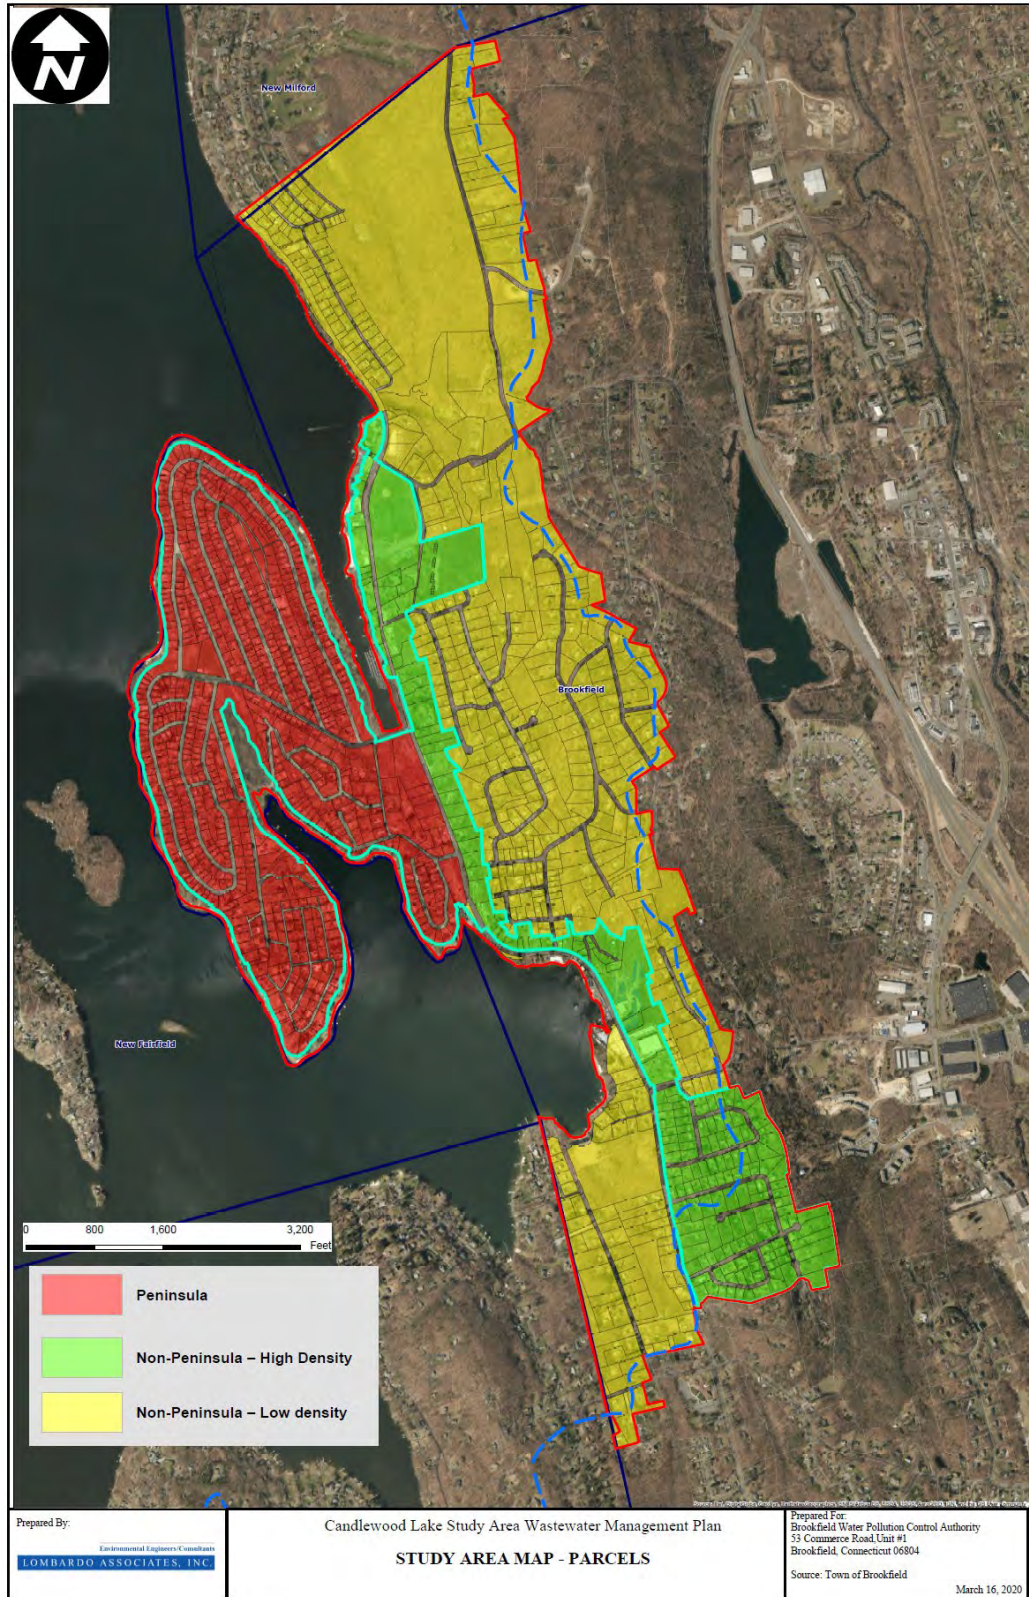 N
New Milford
Brookfield
New Fairfield
0 800 1,600 3,200
Feet
Peninsula
Non-Peninsula – High Density
Non-Peninsula – Low density
Prepared By:
Environmental Engineers/Consultants
LOMBARDO ASSOCIATES, INC.
Candlewood Lake Study Area Wastewater Management Plan
STUDY AREA MAP - PARCELS
Prepared For:
Brookfield Water Pollution Control Authority
53 Commerce Road,Unit #1
Brookfield, Connecticut 06804
Source: Town of Brookfield
March 16, 2020